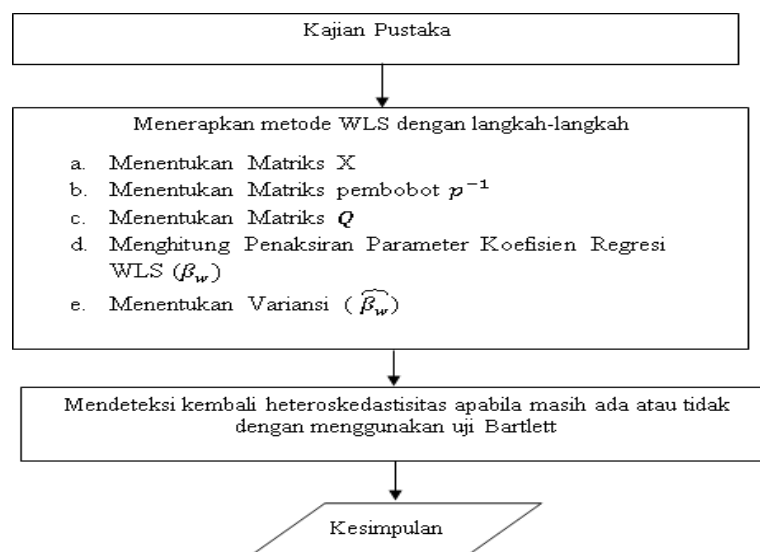 Kajian Pustaka
Menerapkan metode WLS dengan langkah-langkah
a. Menentukan Matriks X
b. Menentukan Matriks pembobot p⁻¹
c. Menentukan Matriks Q
d. Menghitung Penaksiran Parameter Koefisien Regresi
WLS (β_w)
e. Menentukan Variansi ( \widehat{β_w})
Mendeteksi kembali heteroskedastisitas apabila masih ada atau tidak
dengan menggunakan uji Bartlett
Kesimpulan